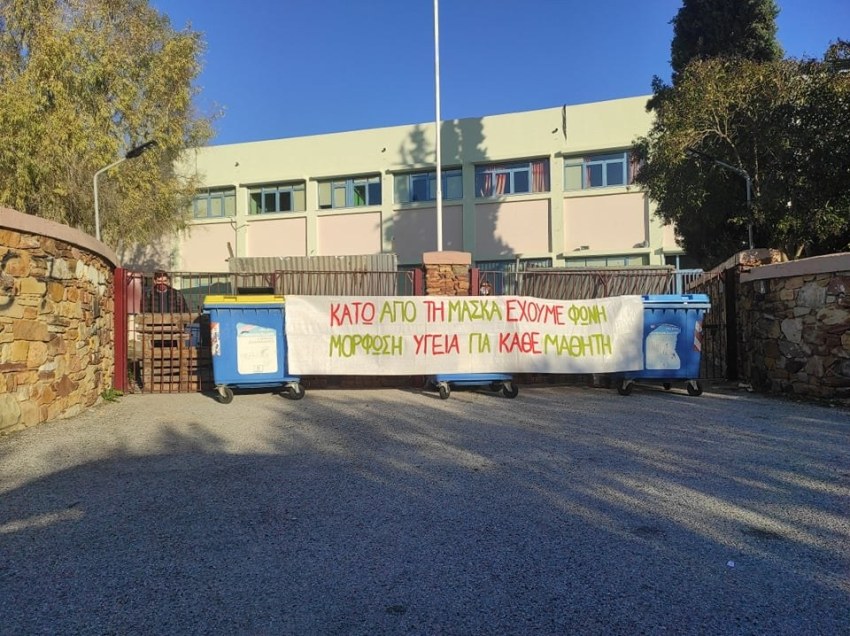 ΚΑΤΩ ΑΠΟ ΤΗ ΜΑΣΚΑ ΕΧΟΥΜΕ ΦΩΝΗ
ΜΟΡΦΩΣΗ ΥΓΕΙΑ ΓΙΑ ΚΑΘΕ ΜΑΘΗΤΗ